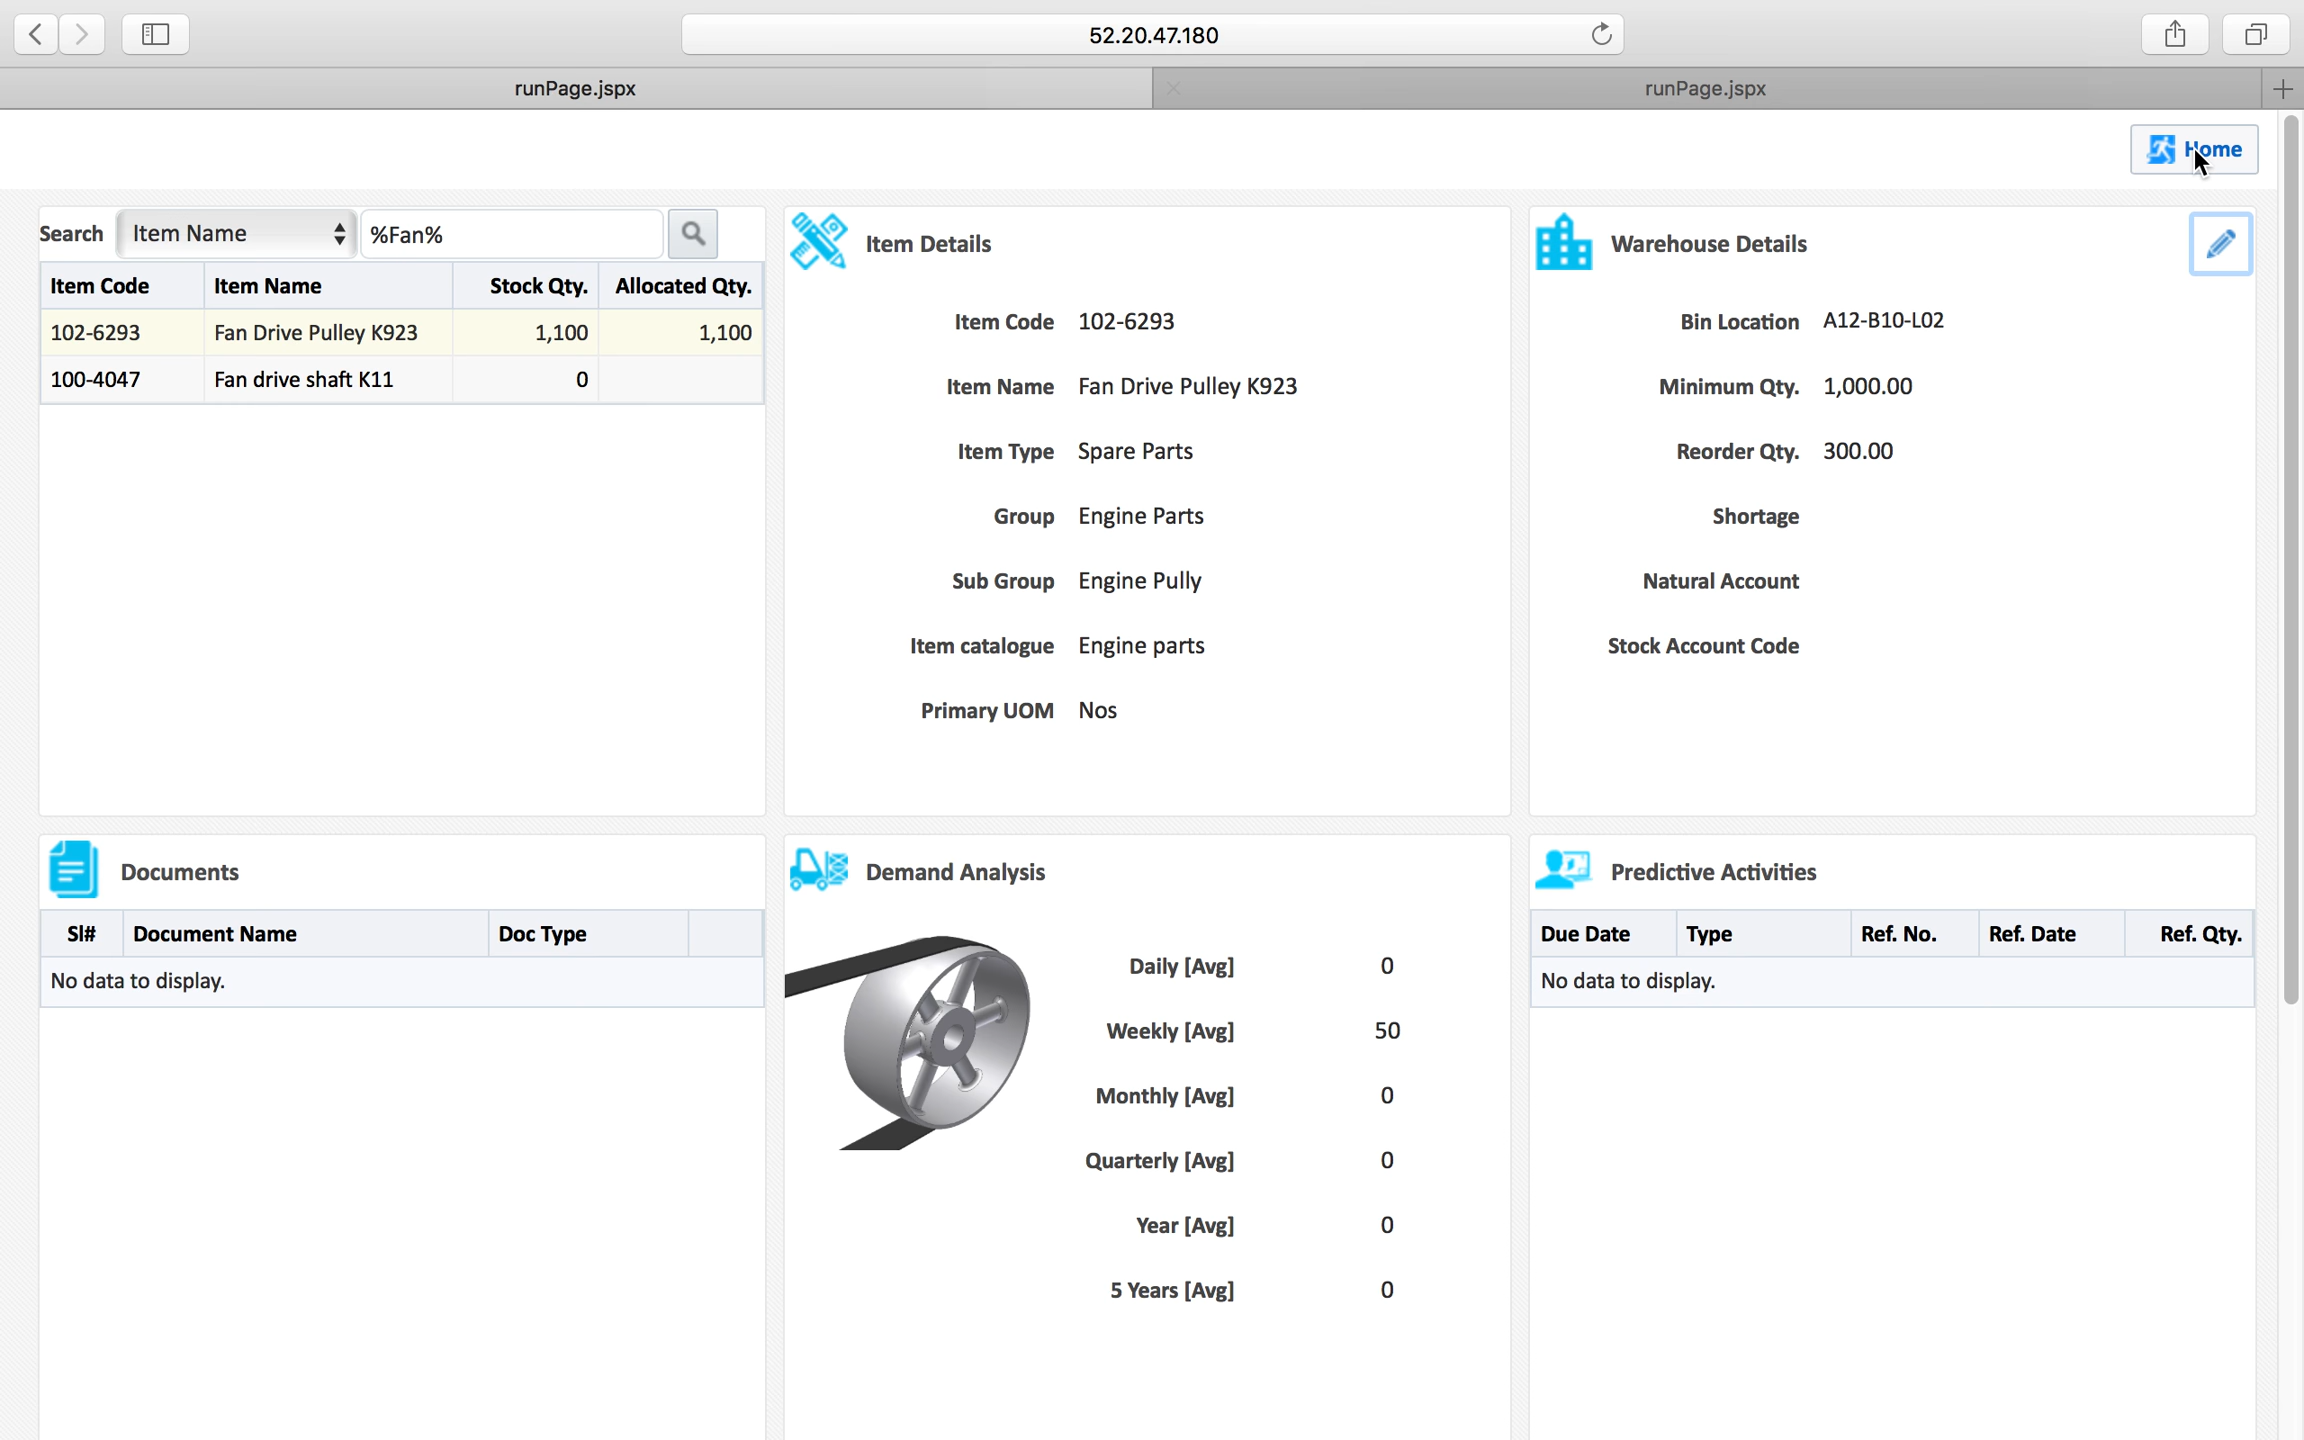 52.20.47.180
runPage.jspx
runPage.jspx
Home
Search Item Name %Fan%
Item Code Item Name Stock Qty. Allocated Qty.
102-6293 Fan Drive Pulley K923 1,100 1,100
100-4047 Fan drive shaft K11 0
Item Details
Item Code 102-6293
Item Name Fan Drive Pulley K923
Item Type Spare Parts
Group Engine Parts
Sub Group Engine Pully
Item catalogue Engine parts
Primary UOM Nos
Warehouse Details
Bin Location A12-B10-L02
Minimum Qty. 1,000.00
Reorder Qty. 300.00
Shortage
Natural Account
Stock Account Code
Documents
Sl# Document Name Doc Type
No data to display.
Demand Analysis
Daily [Avg] 0
Weekly [Avg] 50
Monthly [Avg] 0
Quarterly [Avg] 0
Year [Avg] 0
5 Years [Avg] 0
Predictive Activities
Due Date Type Ref. No. Ref. Date Ref. Qty.
No data to display.